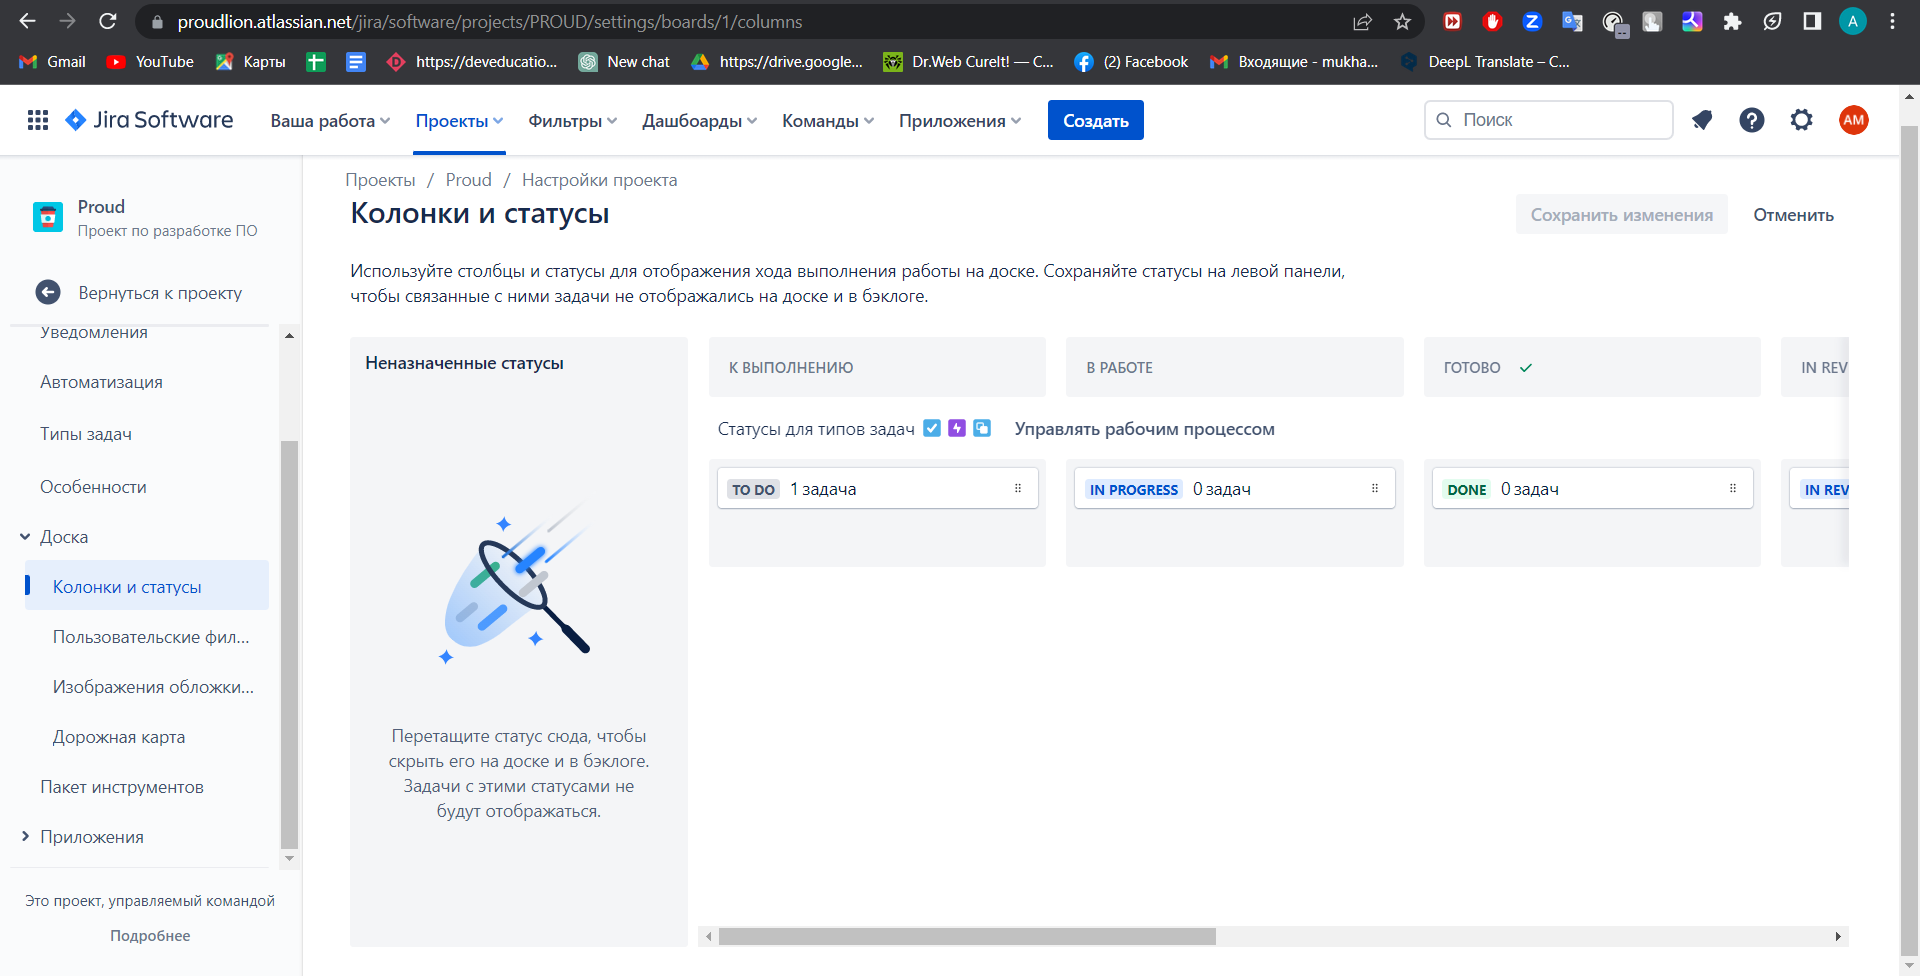 proudlion.atlassian.net/jira/software/projects/PROUD/settings/boards/1/columns
A
Gmail
YouTube
Карты
https://deveducatio...
New chat
https://drive.google...
Dr.Web CureIt! — С...
(2) Facebook
Входящие - mukha...
DeepL Translate – С...
Jira Software
Ваша работа
Проекты
Фильтры
Дашбоарды
Команды
Приложения
Создать
Поиск
AM
Proud
Проект по разработке ПО
Вернуться к проекту
Уведомления
Автоматизация
Типы задач
Особенности
Доска
Колонки и статусы
Пользовательские фил...
Изображения обложки...
Дорожная карта
Пакет инструментов
Приложения
Это проект, управляемый командой
Подробнее
Проекты / Proud / Настройки проекта
Колонки и статусы
Сохранить изменения
Отменить
Используйте столбцы и статусы для отображения хода выполнения работы на доске. Сохраняйте статусы на левой панели,
чтобы связанные с ними задачи не отображались на доске и в бэклоге.
Неназначенные статусы
Перетащите статус сюда, чтобы
скрыть его на доске и в бэклоге.
Задачи с этими статусами не
будут отображаться.
К ВЫПОЛНЕНИЮ
В РАБОТЕ
ГОТОВО
IN REV
Статусы для типов задач
Управлять рабочим процессом
TO DO 1 задача
IN PROGRESS 0 задач
DONE 0 задач
IN REV